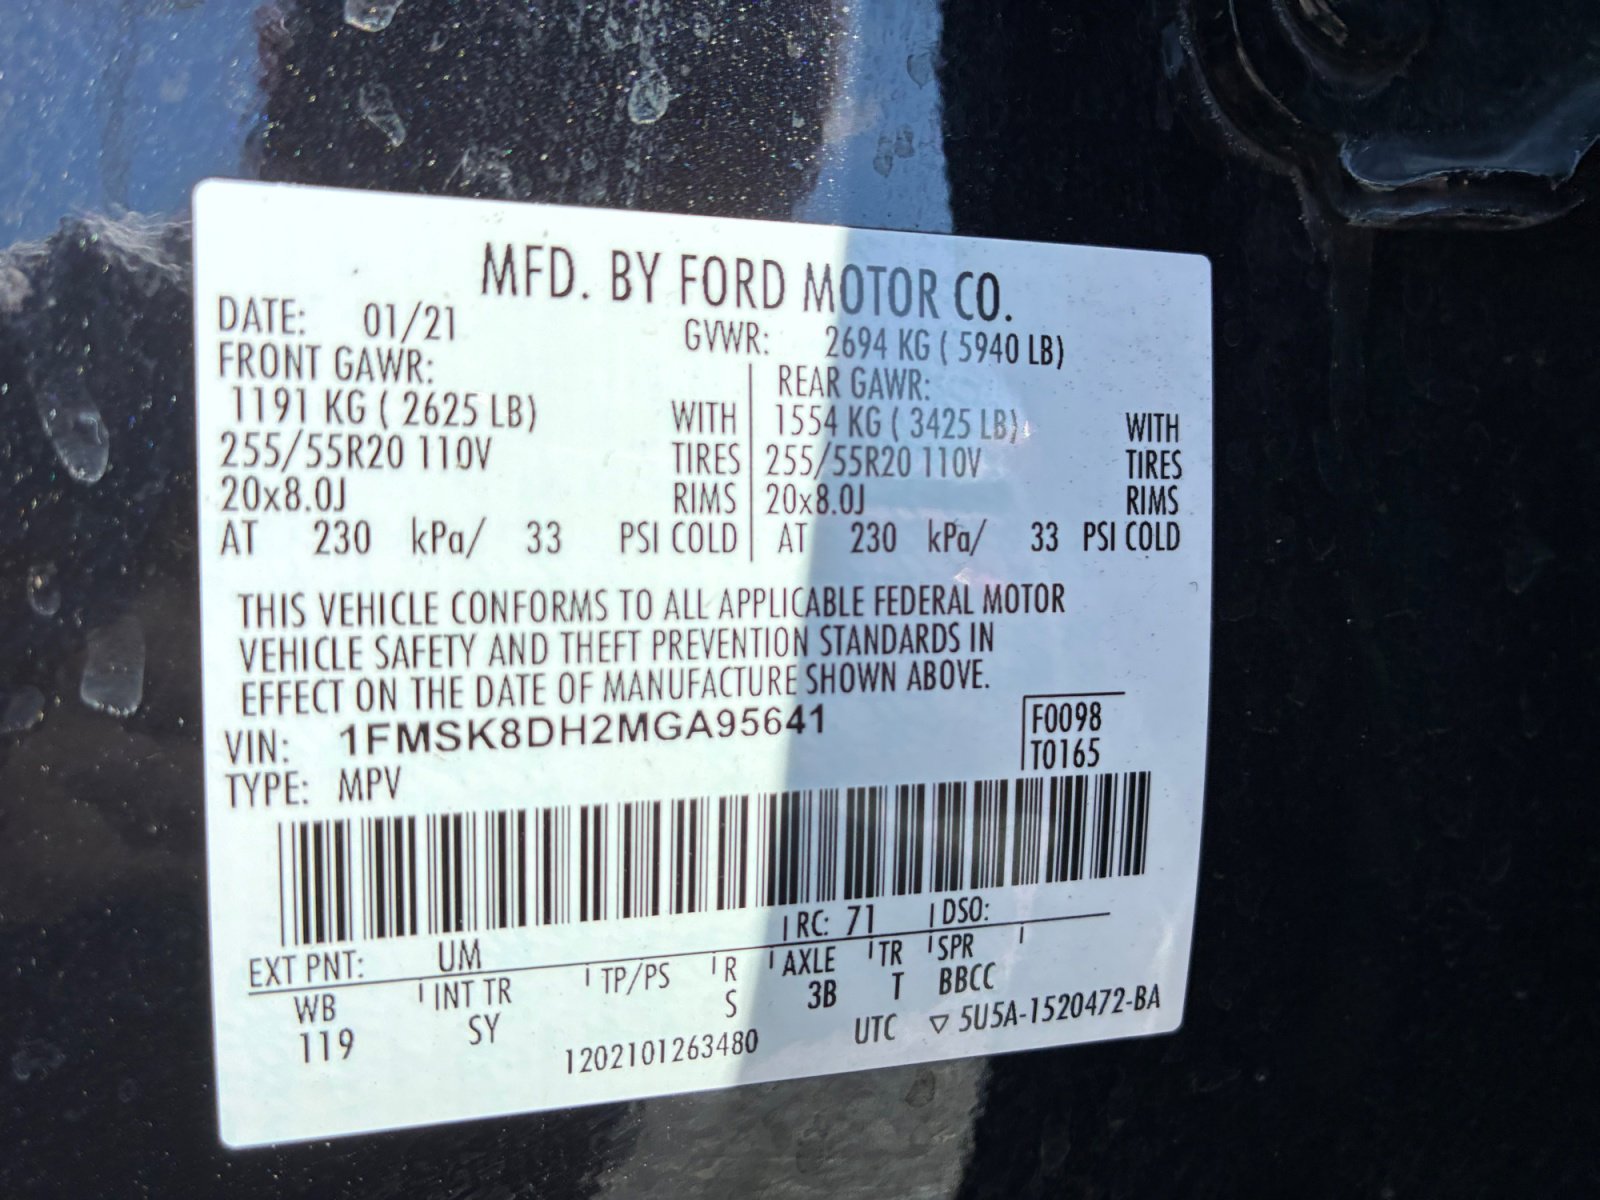 MFD. BY FORD MOTOR CO.
DATE: 01/21 GVWR: 2694 KG ( 5940 LB)
FRONT GAWR: REAR GAWR:
1191 KG ( 2625 LB) WITH 1554 KG ( 3425 LB) WITH
255/55R20 110V TIRES 255/55R20 110V TIRES
20x8.0J RIMS 20x8.0J RIMS
AT 230 kPa/ 33 PSI COLD AT 230 kPa/ 33 PSI COLD
THIS VEHICLE CONFORMS TO ALL APPLICABLE FEDERAL MOTOR
VEHICLE SAFETY AND THEFT PREVENTION STANDARDS IN
EFFECT ON THE DATE OF MANUFACTURE SHOWN ABOVE.
VIN: 1FMSK8DH2MGA95641 F0098
TYPE: MPV T0165
EXT PNT: UM RC: 71 DSO:
WB INT TR TP/PS R AXLE TR SPR
119 SY S 3B T BBCC
1202101263480 UTC ▽ 5U5A-1520472-BA